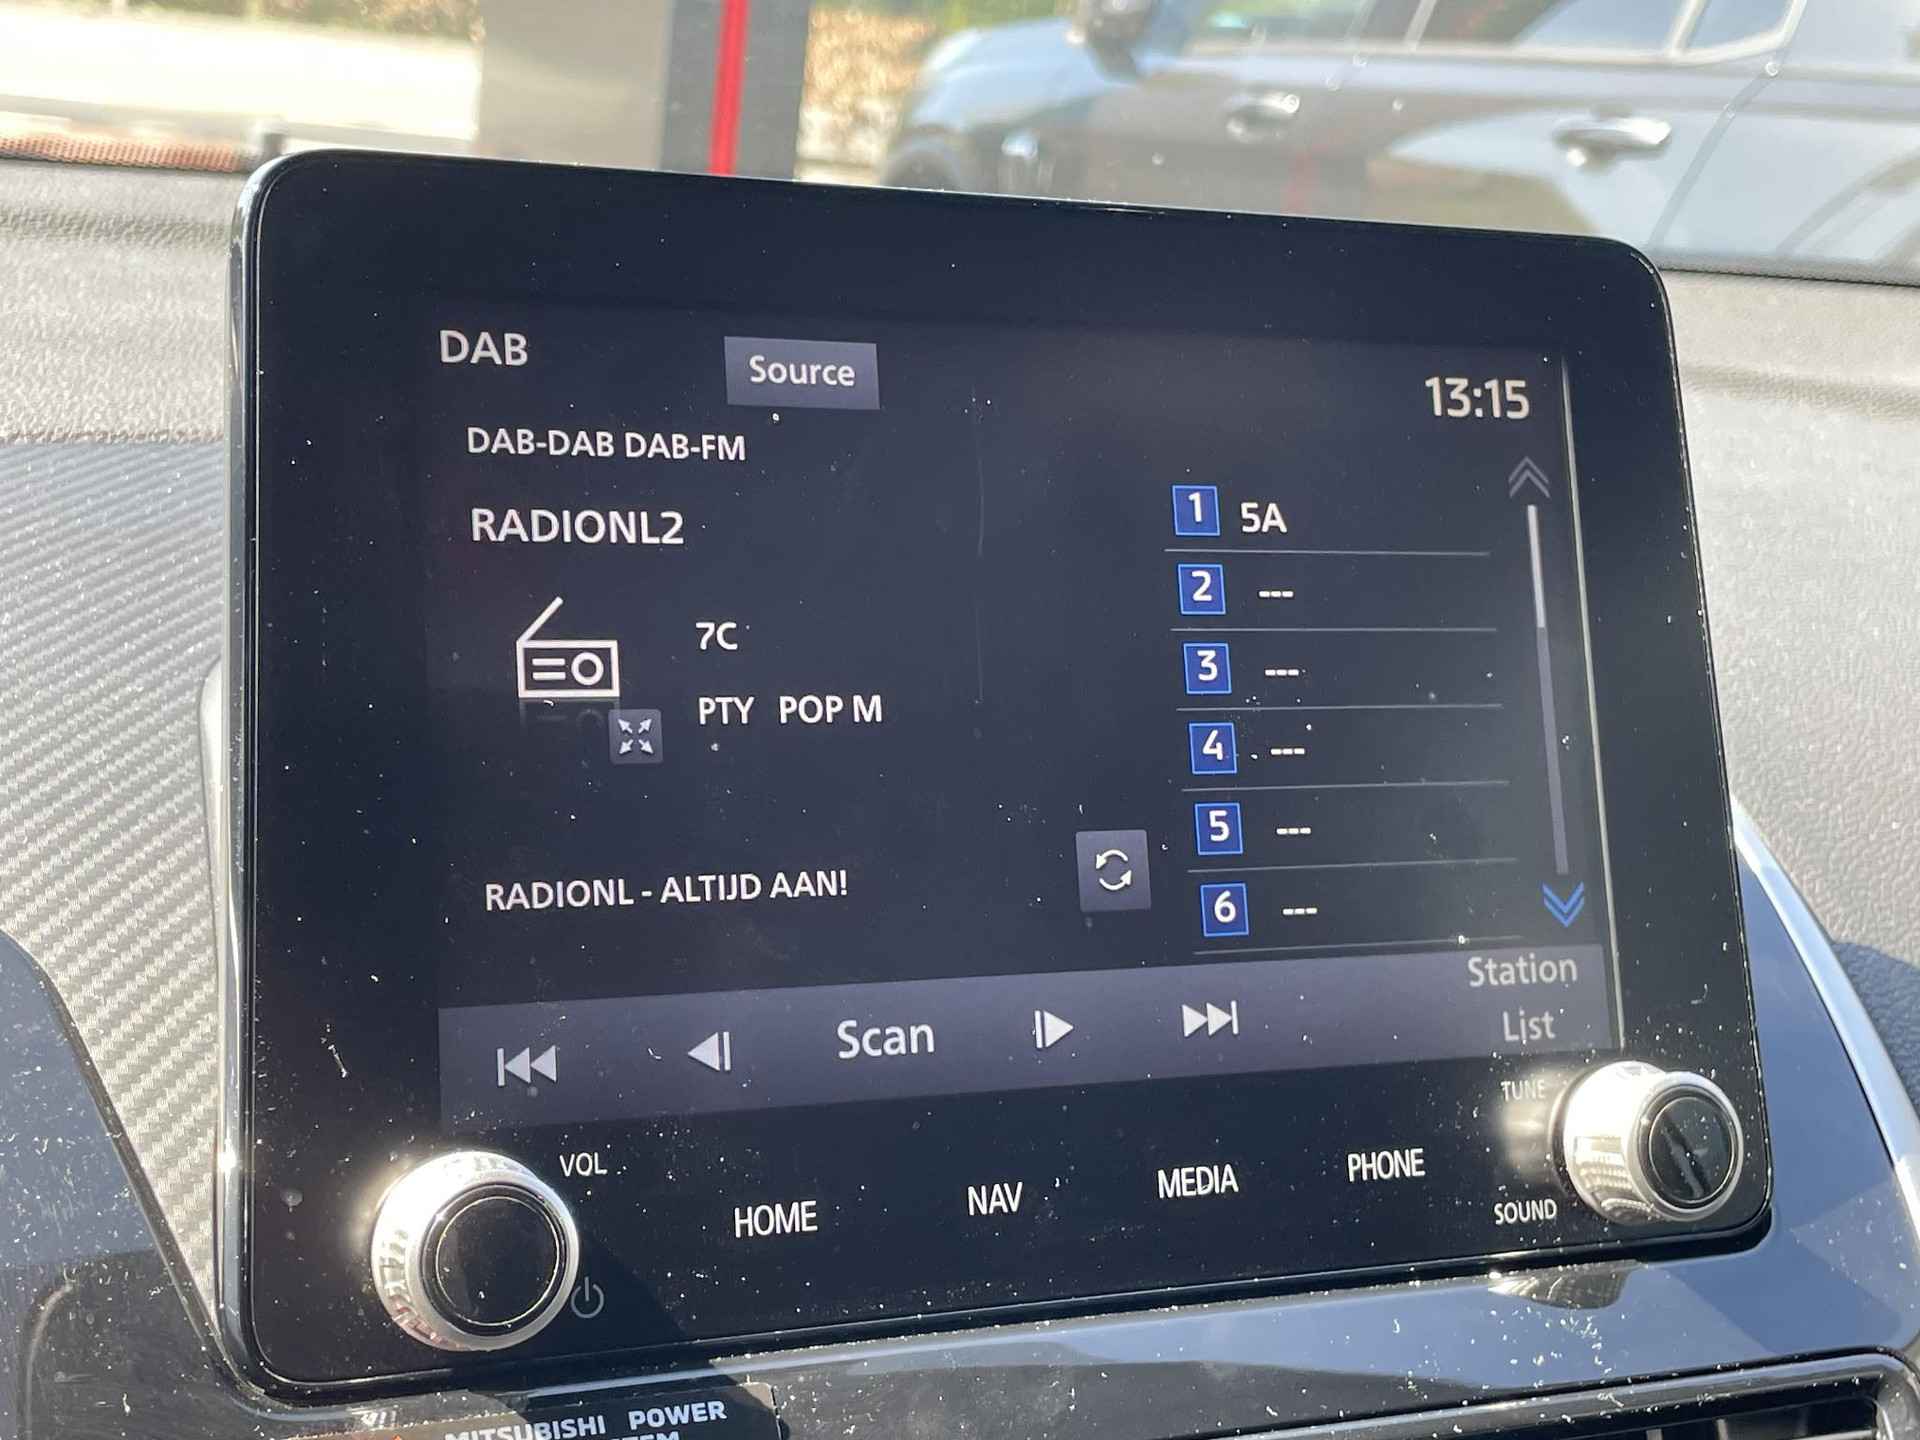 DAB
Source
13:15
DAB-DAB DAB-FM
RADIONL2
7C
PTY POP M
RADIONL - ALTIJD AAN!
1 5A
2 ---
3 ---
4 ---
5 ---
6 ---
Scan
Station
List
VOL
HOME
NAV
MEDIA
PHONE
TUNE
SOUND
MITSUBISHI POWER